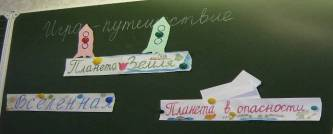 Игра-путешествие
Планета Земля
Вселенная
Планета в опасности